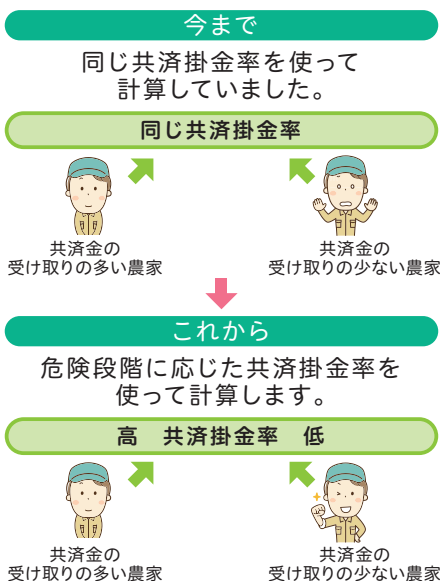 今まで
同じ共済掛金率を使って
計算していました。
同じ共済掛金率
共済金の
受け取りの多い農家
共済金の
受け取りの少ない農家
これから
危険段階に応じた共済掛金率を
使って計算します。
高　共済掛金率　低
共済金の
受け取りの多い農家
共済金の
受け取りの少ない農家